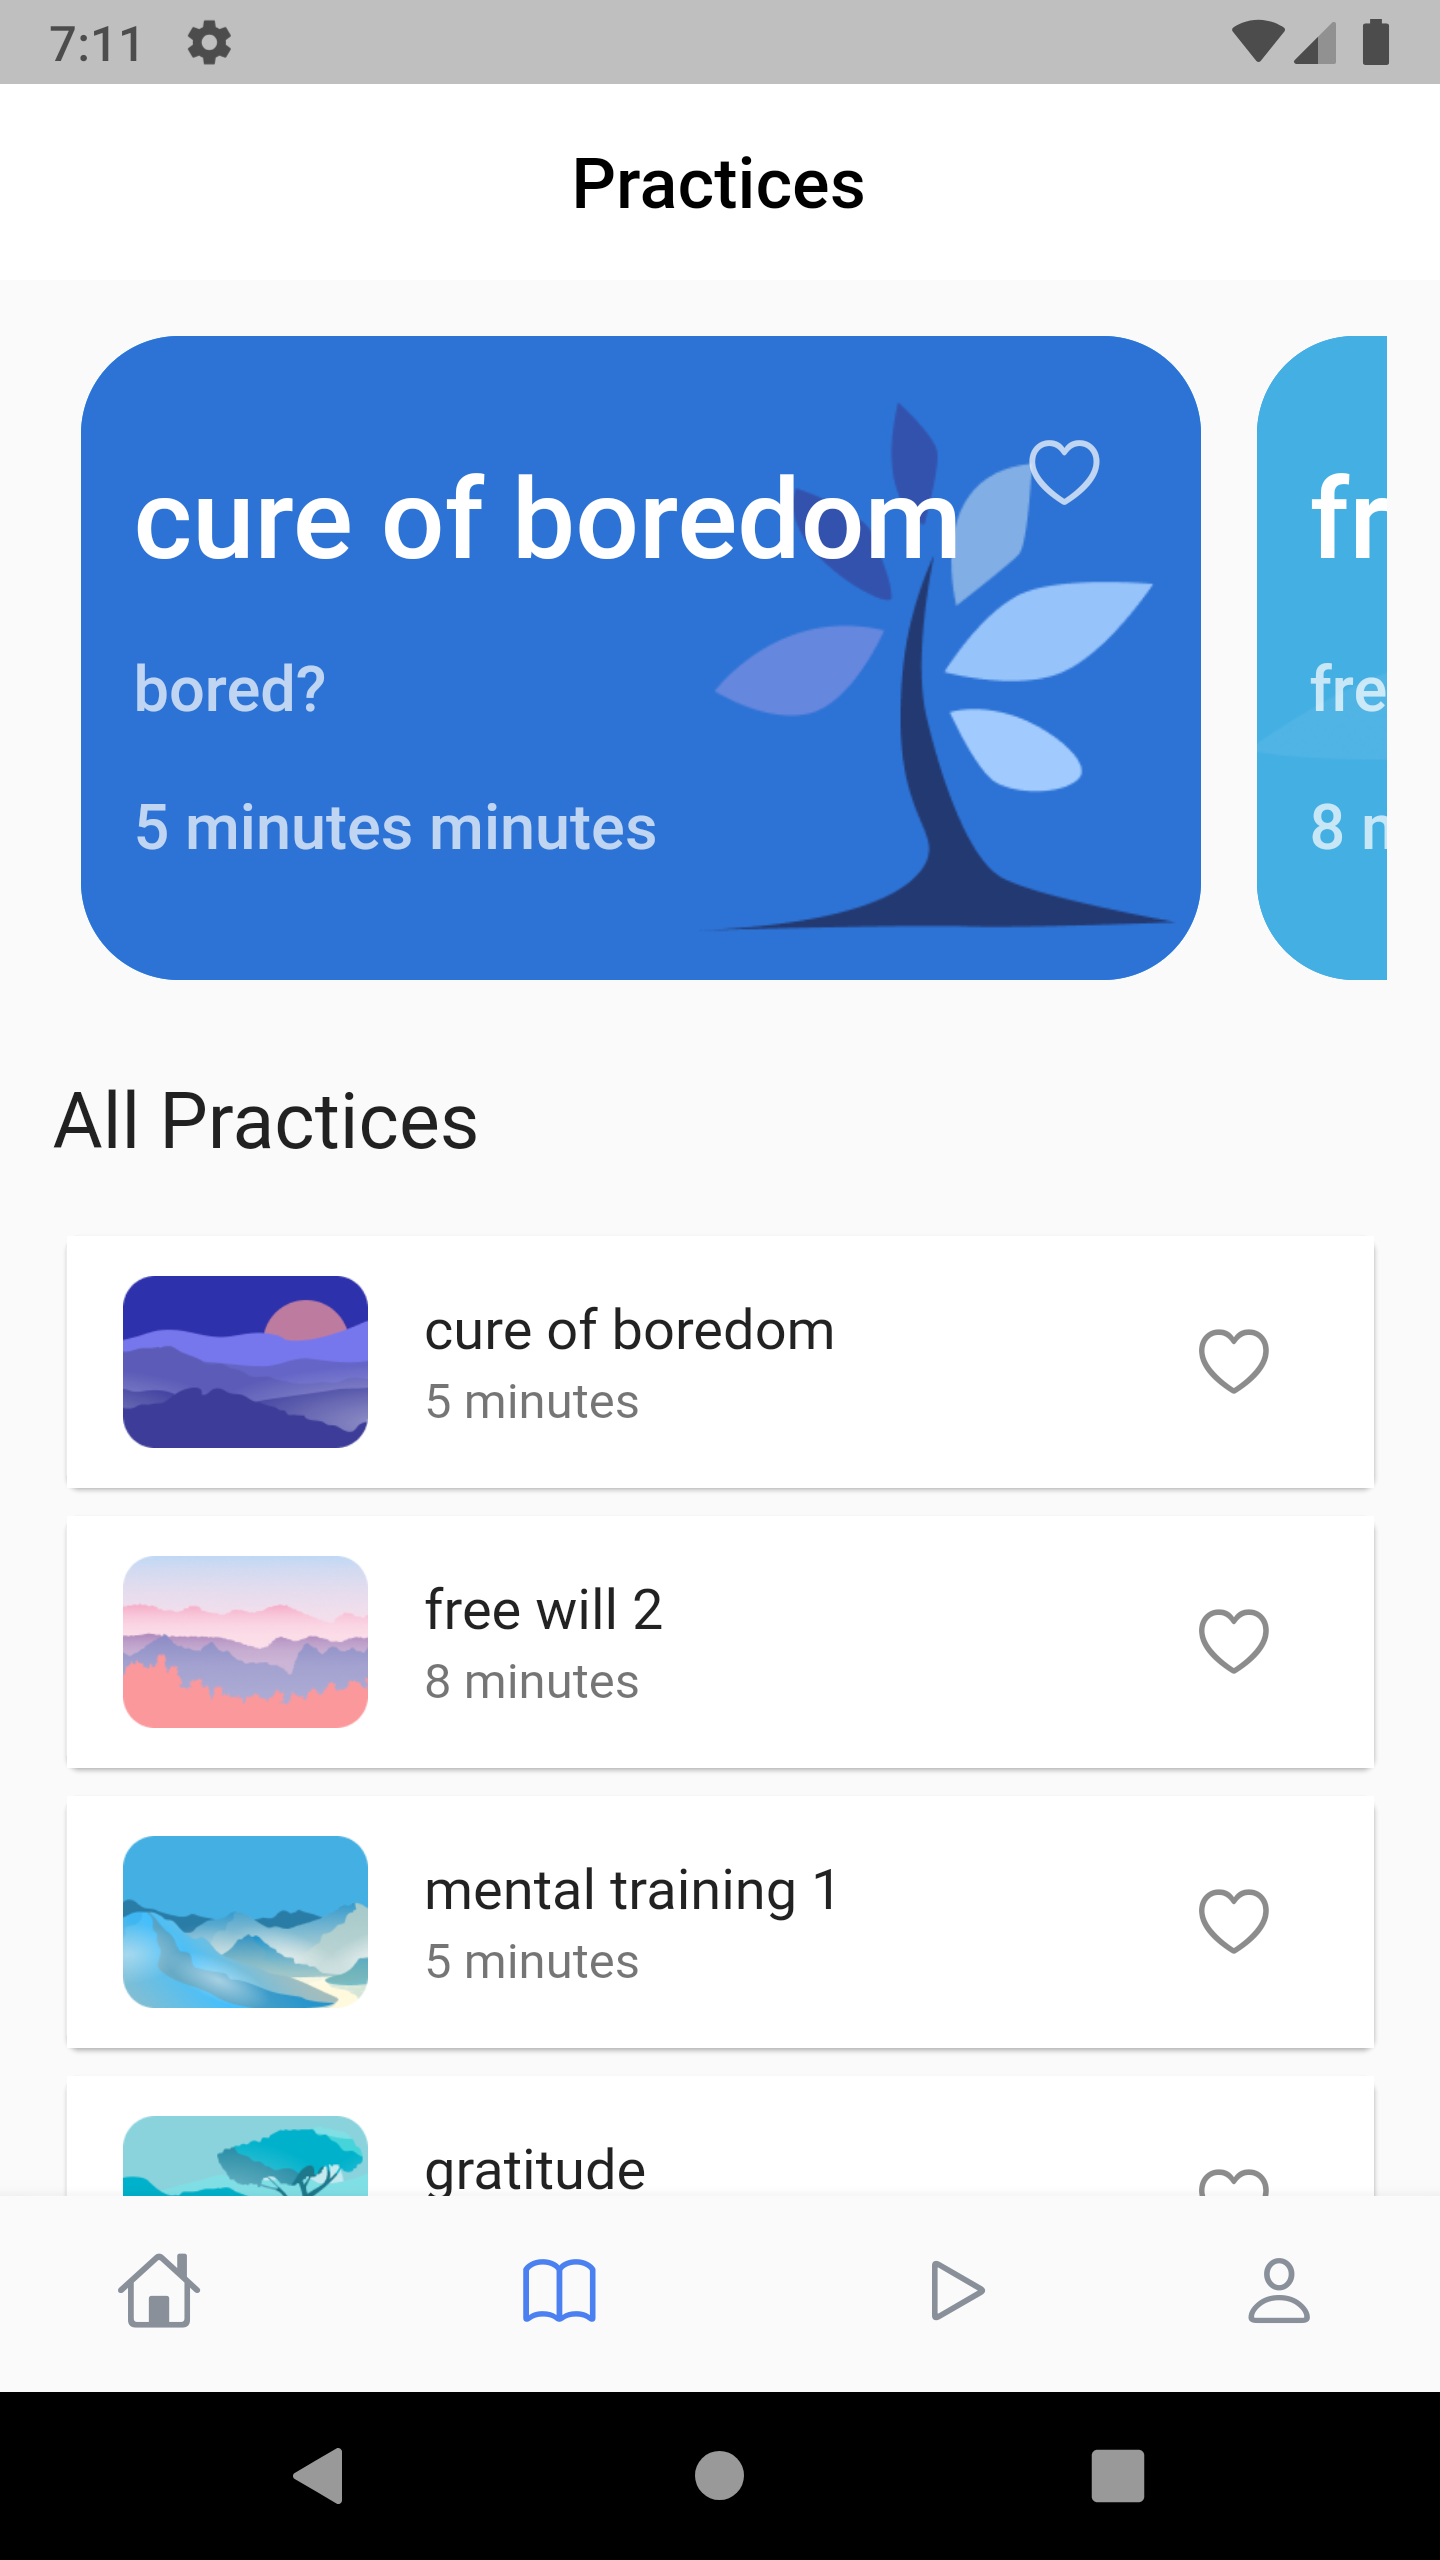 7:11
Practices
cure of boredom
bored?
5 minutes minutes
fr
fre
8 m
All Practices
cure of boredom
5 minutes
free will 2
8 minutes
mental training 1
5 minutes
gratitude